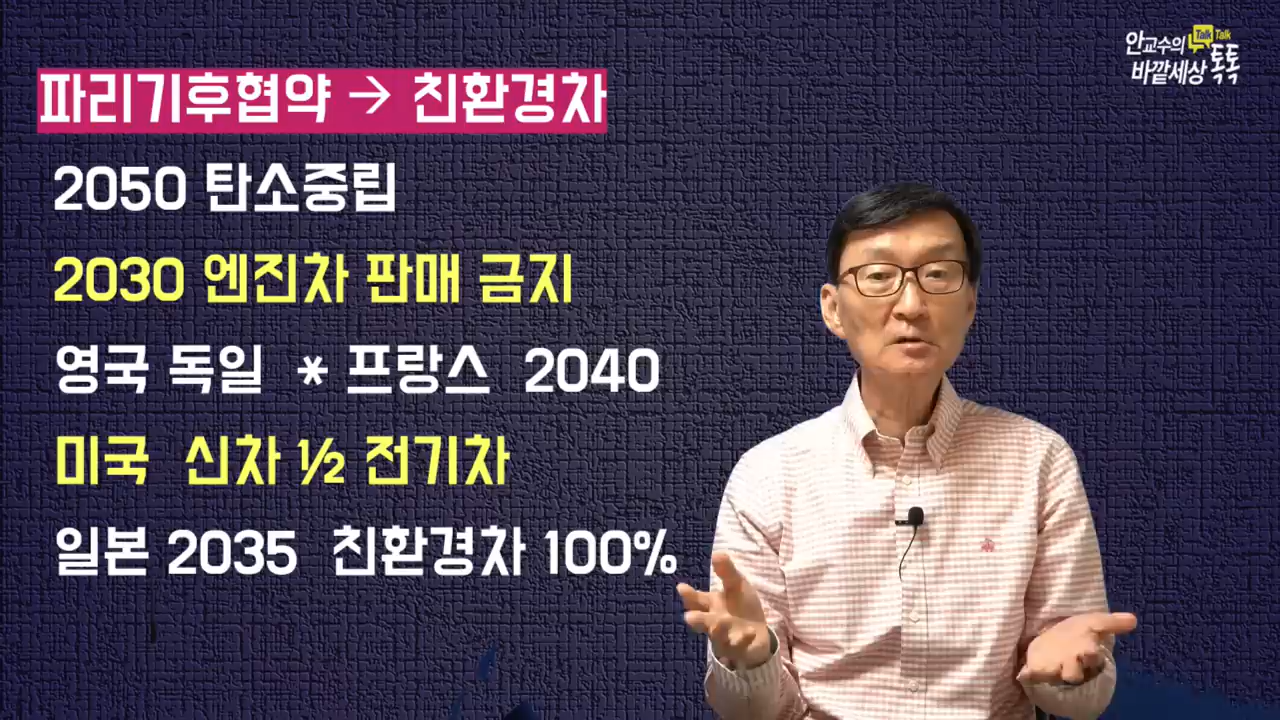 파리기후협약 → 친환경차
2050 탄소중립
2030 엔진차 판매 금지
영국 독일 * 프랑스 2040
미국 신차 ½ 전기차
일본 2035 친환경차 100%
안교수의 Talk Talk
바깥세상 톡톡